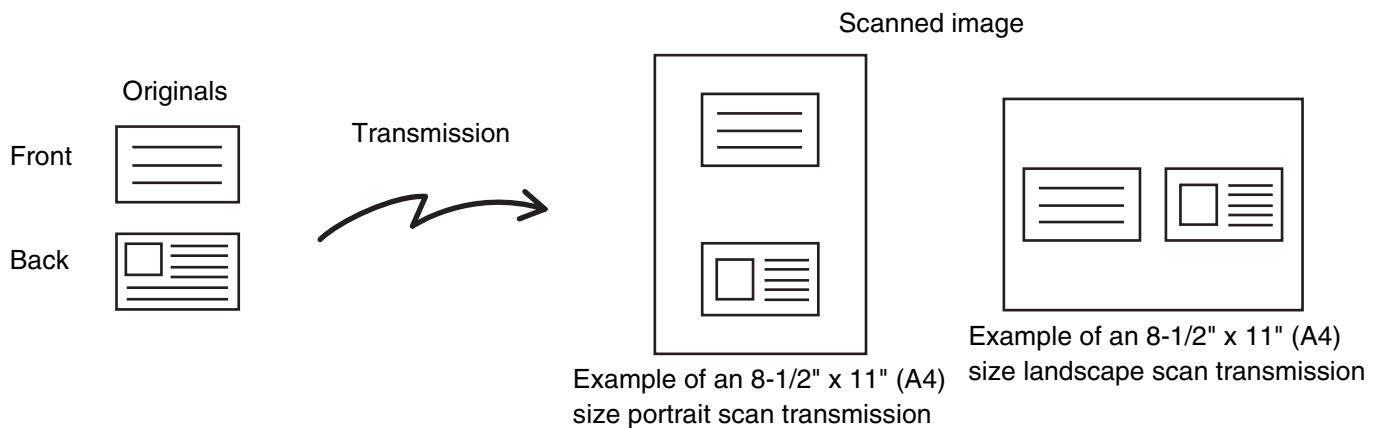 Scanned image
Originals
Front
Back
Transmission
Example of an 8-1/2" x 11" (A4)
size portrait scan transmission
Example of an 8-1/2" x 11" (A4)
size landscape scan transmission